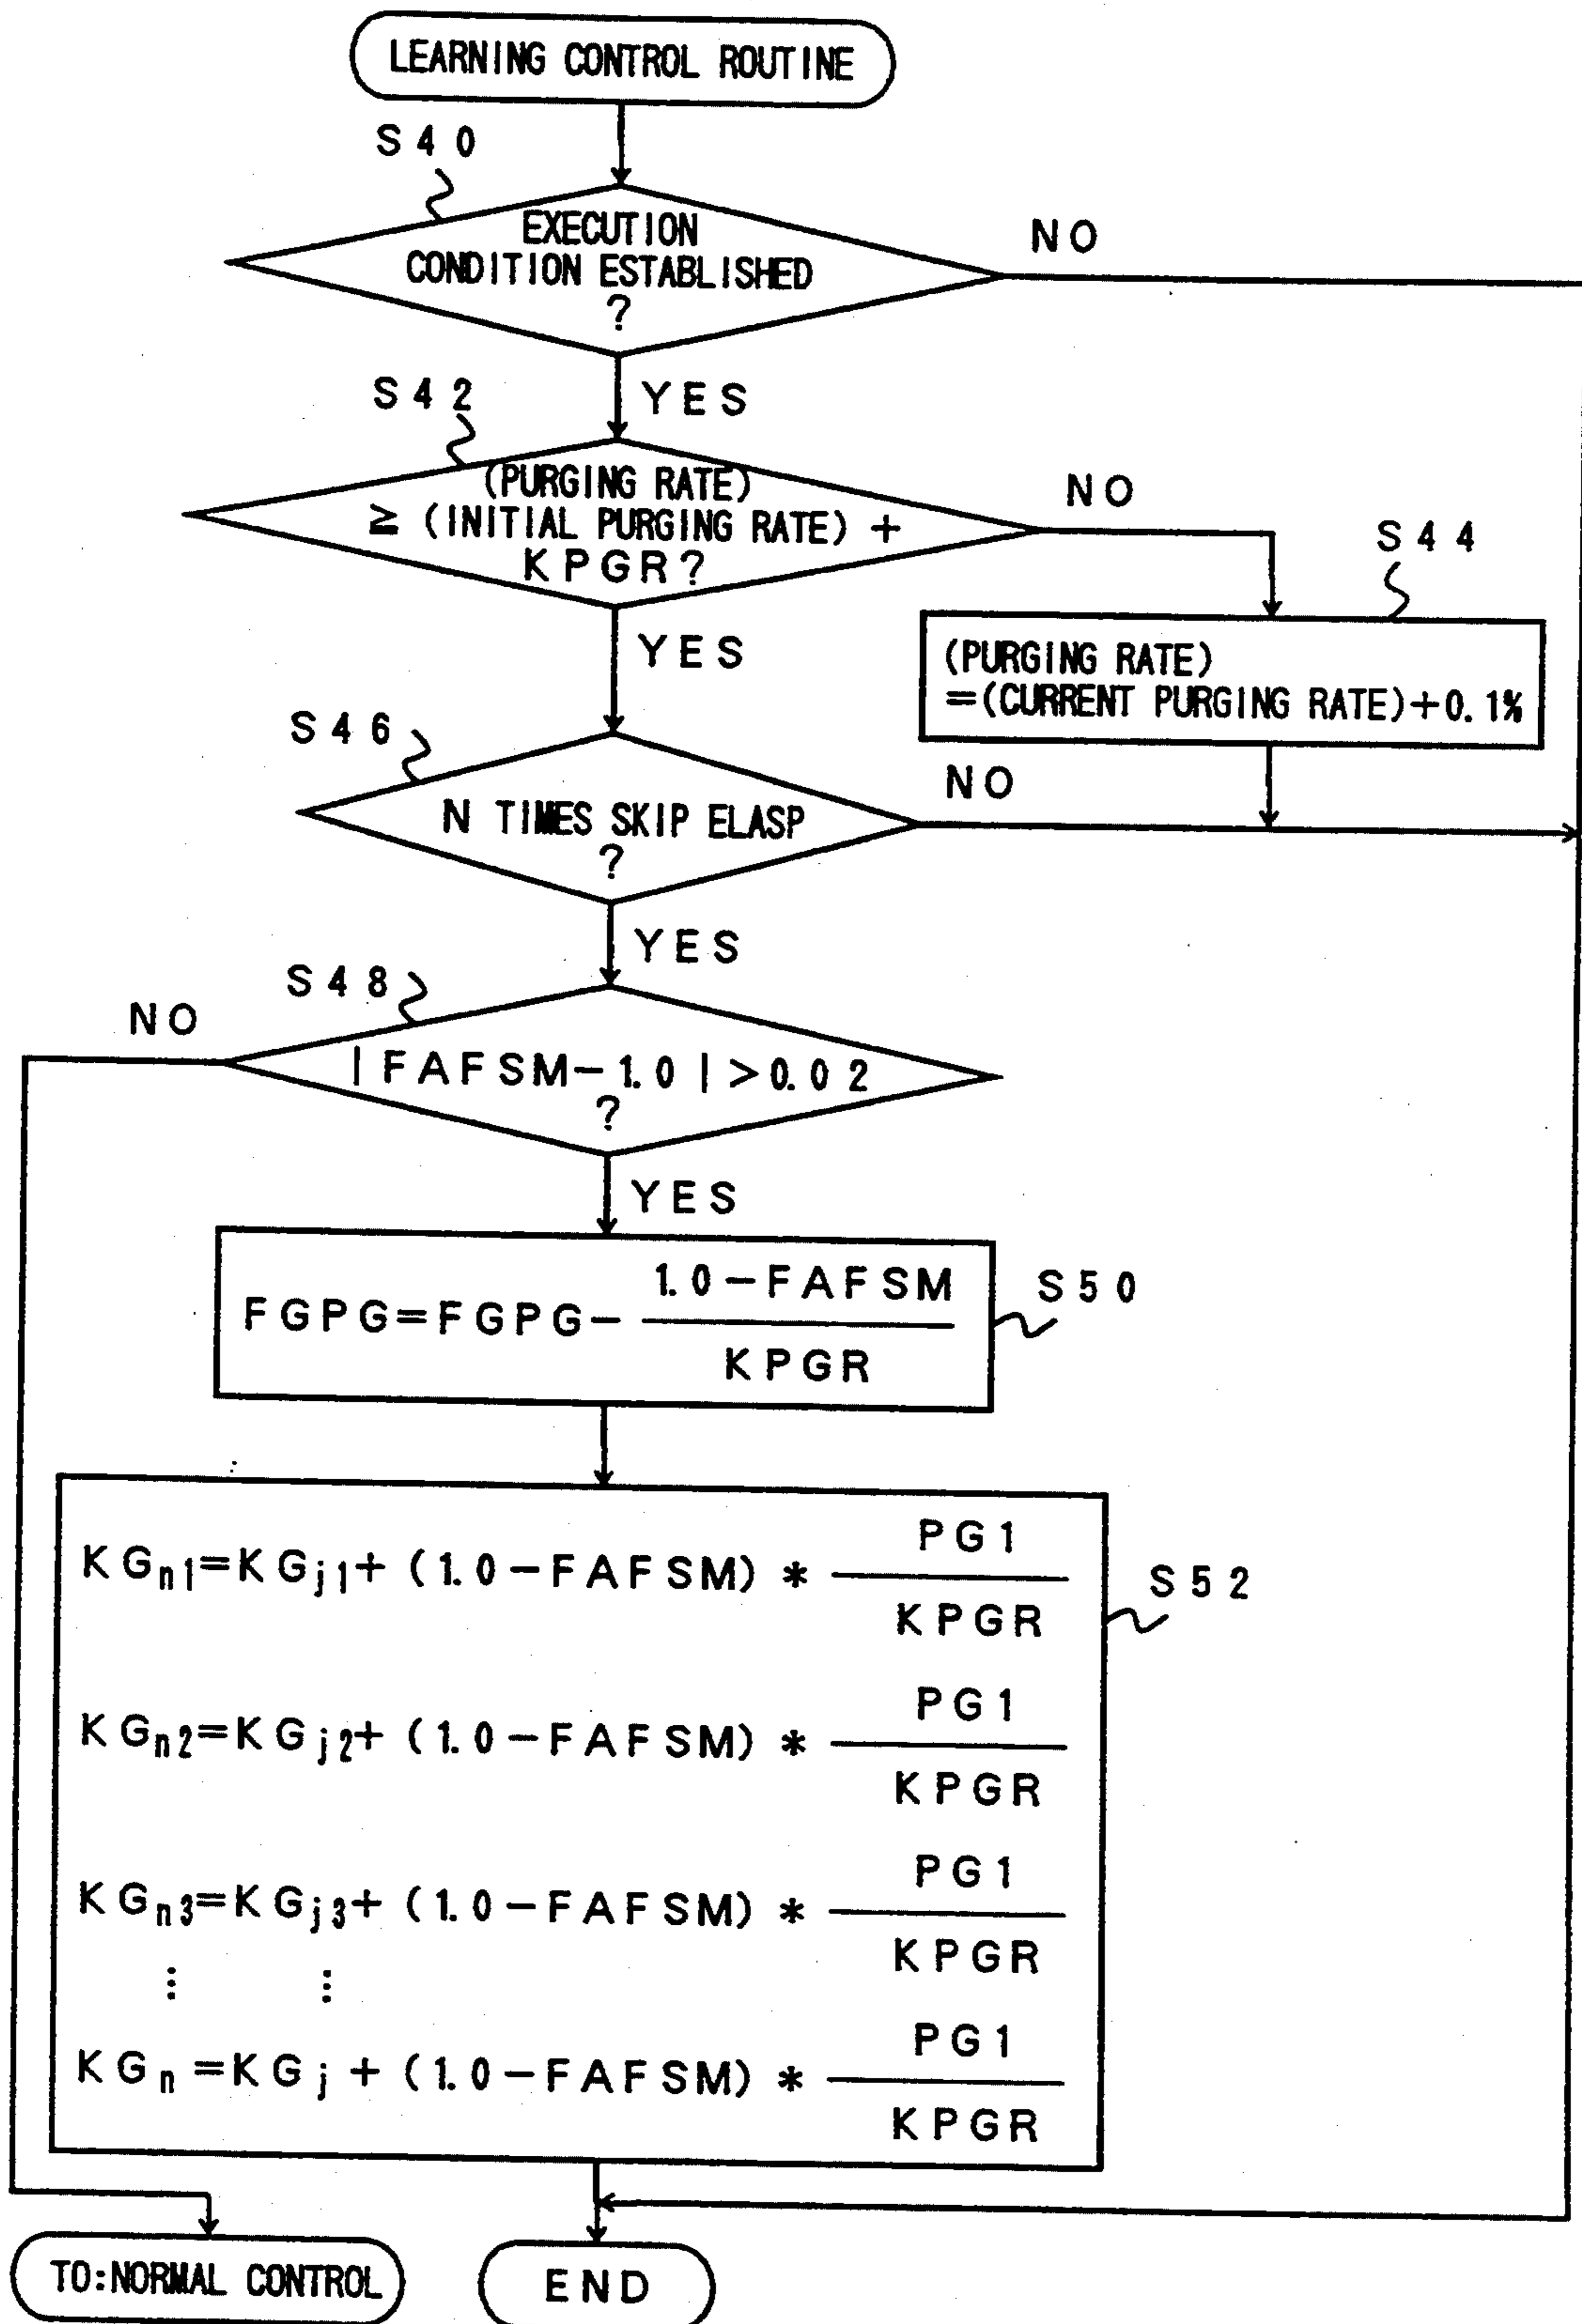 LEARNING CONTROL ROUTINE
S40
EXECUTION
CONDITION ESTABLISHED
?
NO
YES
S42
(PURGING RATE)
≥ (INITIAL PURGING RATE) +
KPGR?
NO
S44
YES
(PURGING RATE)
=(CURRENT PURGING RATE)+0.1%
S46
N TIMES SKIP ELASP
?
NO
YES
S48
NO
|FAFSM-1.0|>0.02
?
YES
S50
FGPG=FGPG- 1.0-FAFSM
KPGR
S52
KGn1=KGj1+(1.0-FAFSM)* PG1
KPGR
KGn2=KGj2+(1.0-FAFSM)* PG1
KPGR
KGn3=KGj3+(1.0-FAFSM)* PG1
KPGR
⋮ ⋮
KGn=KGj+(1.0-FAFSM)* PG1
KPGR
TO:NORMAL CONTROL
END